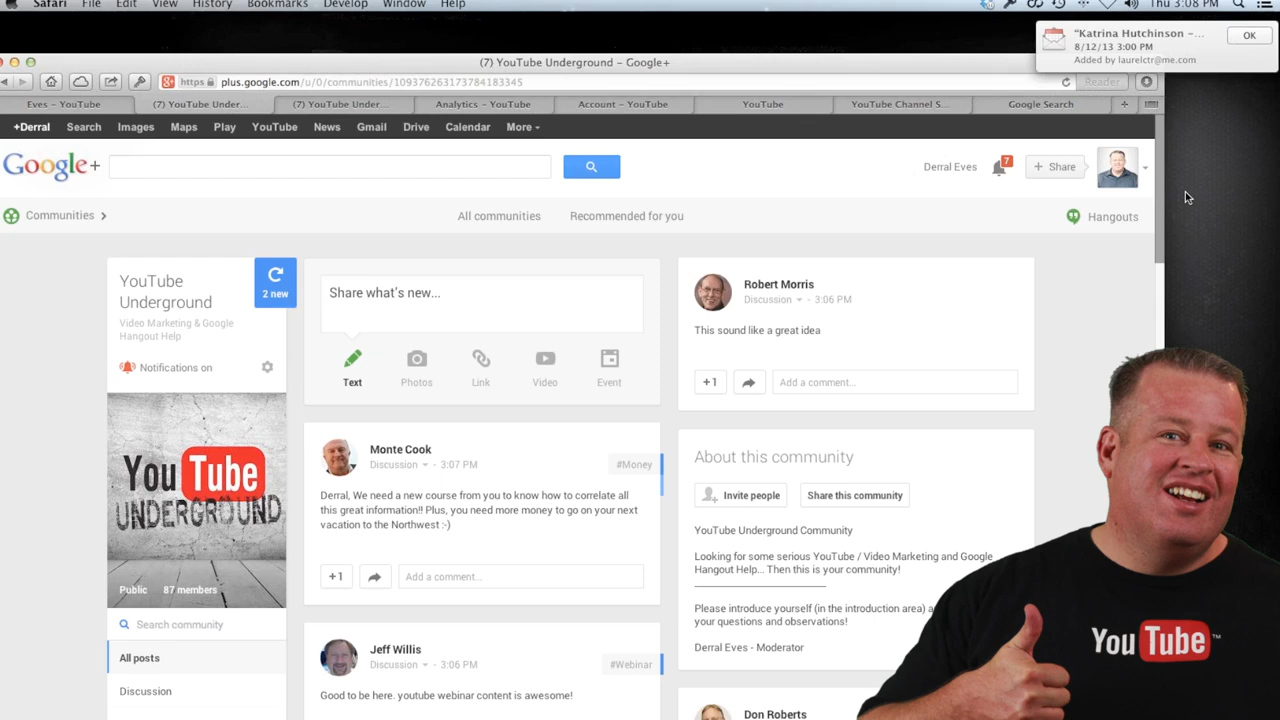 Safari File Edit View History Bookmarks Develop Window Help
Thu 3:08 PM
"Katrina Hutchinson –...
8/12/13 3:00 PM
Added by laurelctr@me.com
OK
(7) YouTube Underground – Google+
https plus.google.com/u/0/communities/109376263173784183345
Reader
Eves – YouTube
(7) YouTube Under...
(7) YouTube Unde...
Analytics – YouTube
Account – YouTube
YouTube
YouTube Channel S...
Google Search
+Derral Search Images Maps Play YouTube News Gmail Drive Calendar More
Google+
Derral Eves
7
+ Share
Communities
All communities
Recommended for you
Hangouts
YouTube
Underground
2 new
Video Marketing & Google
Hangout Help
Notifications on
You Tube
UNDERGROUND
Public 87 members
Search community
All posts
Discussion
Share what's new...
Text
Photos
Link
Video
Event
Monte Cook
Discussion - 3:07 PM
#Money
Derral, We need a new course from you to know how to correlate all
this great information!! Plus, you need more money to go on your next
vacation to the Northwest :-)
+1
Add a comment...
Jeff Willis
Discussion - 3:06 PM
#Webinar
Good to be here. youtube webinar content is awesome!
Robert Morris
Discussion - 3:06 PM
This sound like a great idea
+1
Add a comment...
About this community
Invite people
Share this community
YouTube Underground Community
Looking for some serious YouTube / Video Marketing and Google
Hangout Help... Then this is your community!
Please introduce yourself (in the introduction area) a
your questions and observations!
Derral Eves - Moderator
Don Roberts
You Tube™